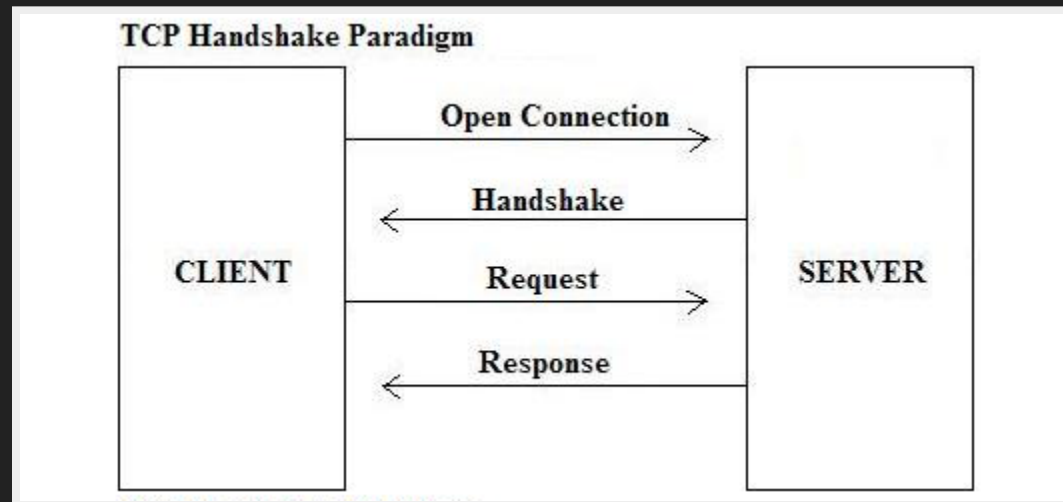 TCP Handshake Paradigm
Open Connection
Handshake
CLIENT
SERVER
Request
Response